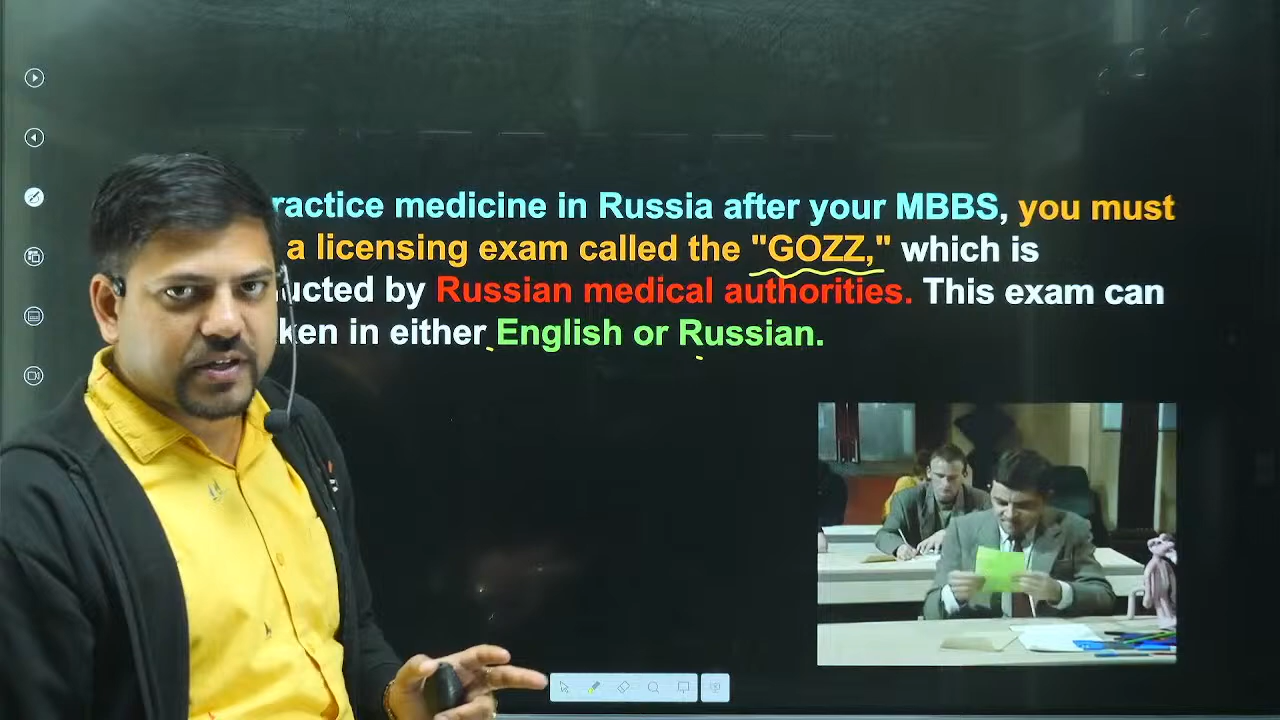 ractice medicine in Russia after your MBBS, you must
a licensing exam called the "GOZZ," which is
ucted by Russian medical authorities. This exam can
ken in either English or Russian.